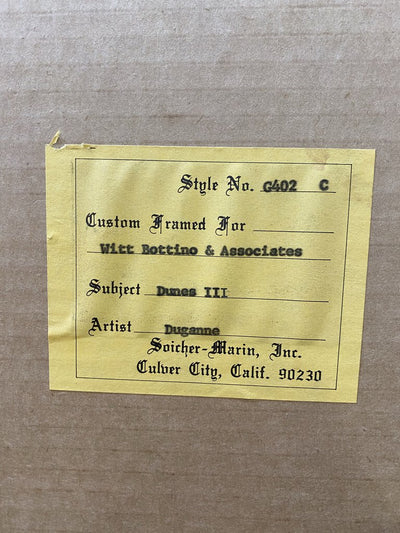 Style No. G402 C
Custom Framed For
Witt Bottino & Associates
Subject Dunes III
Artist Duganne
Soicher-Marin, Inc.
Culver City, Calif. 90230